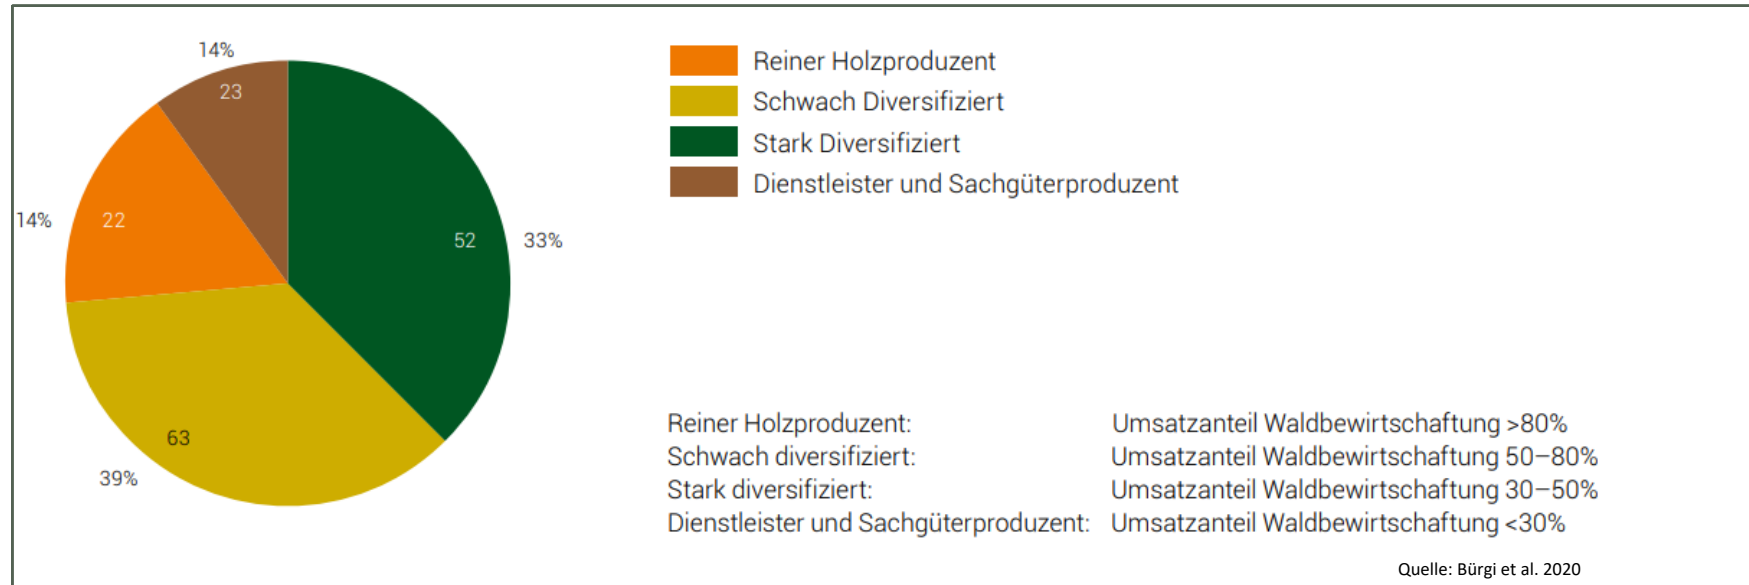 14%
23
14%
22
52
33%
63
39%
Reiner Holzproduzent
Schwach Diversifiziert
Stark Diversifiziert
Dienstleister und Sachgüterproduzent
Reiner Holzproduzent: Umsatzanteil Waldbewirtschaftung >80%
Schwach diversifiziert: Umsatzanteil Waldbewirtschaftung 50–80%
Stark diversifiziert: Umsatzanteil Waldbewirtschaftung 30–50%
Dienstleister und Sachgüterproduzent: Umsatzanteil Waldbewirtschaftung <30%
Quelle: Bürgi et al. 2020